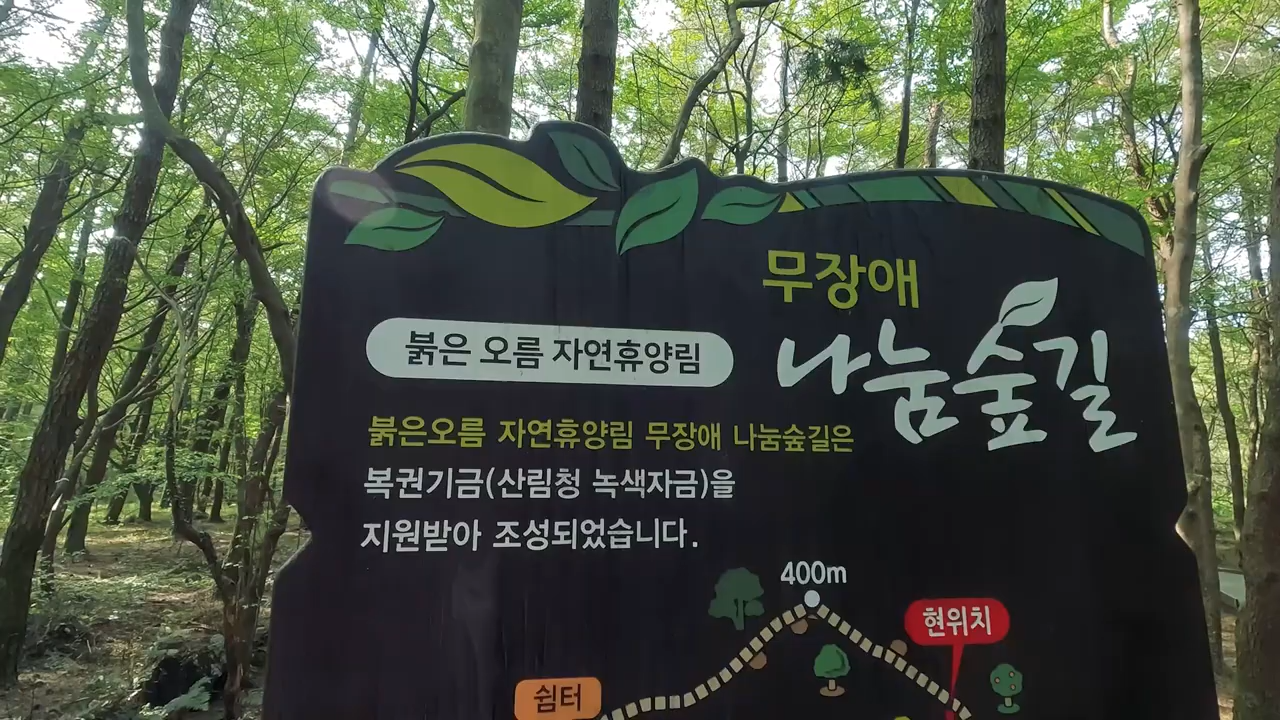 무장애
나눔숲길
붉은 오름 자연휴양림
붉은오름 자연휴양림 무장애 나눔숲길은
복권기금(산림청 녹색자금)을
지원받아 조성되었습니다.
400m
현위치
쉼터